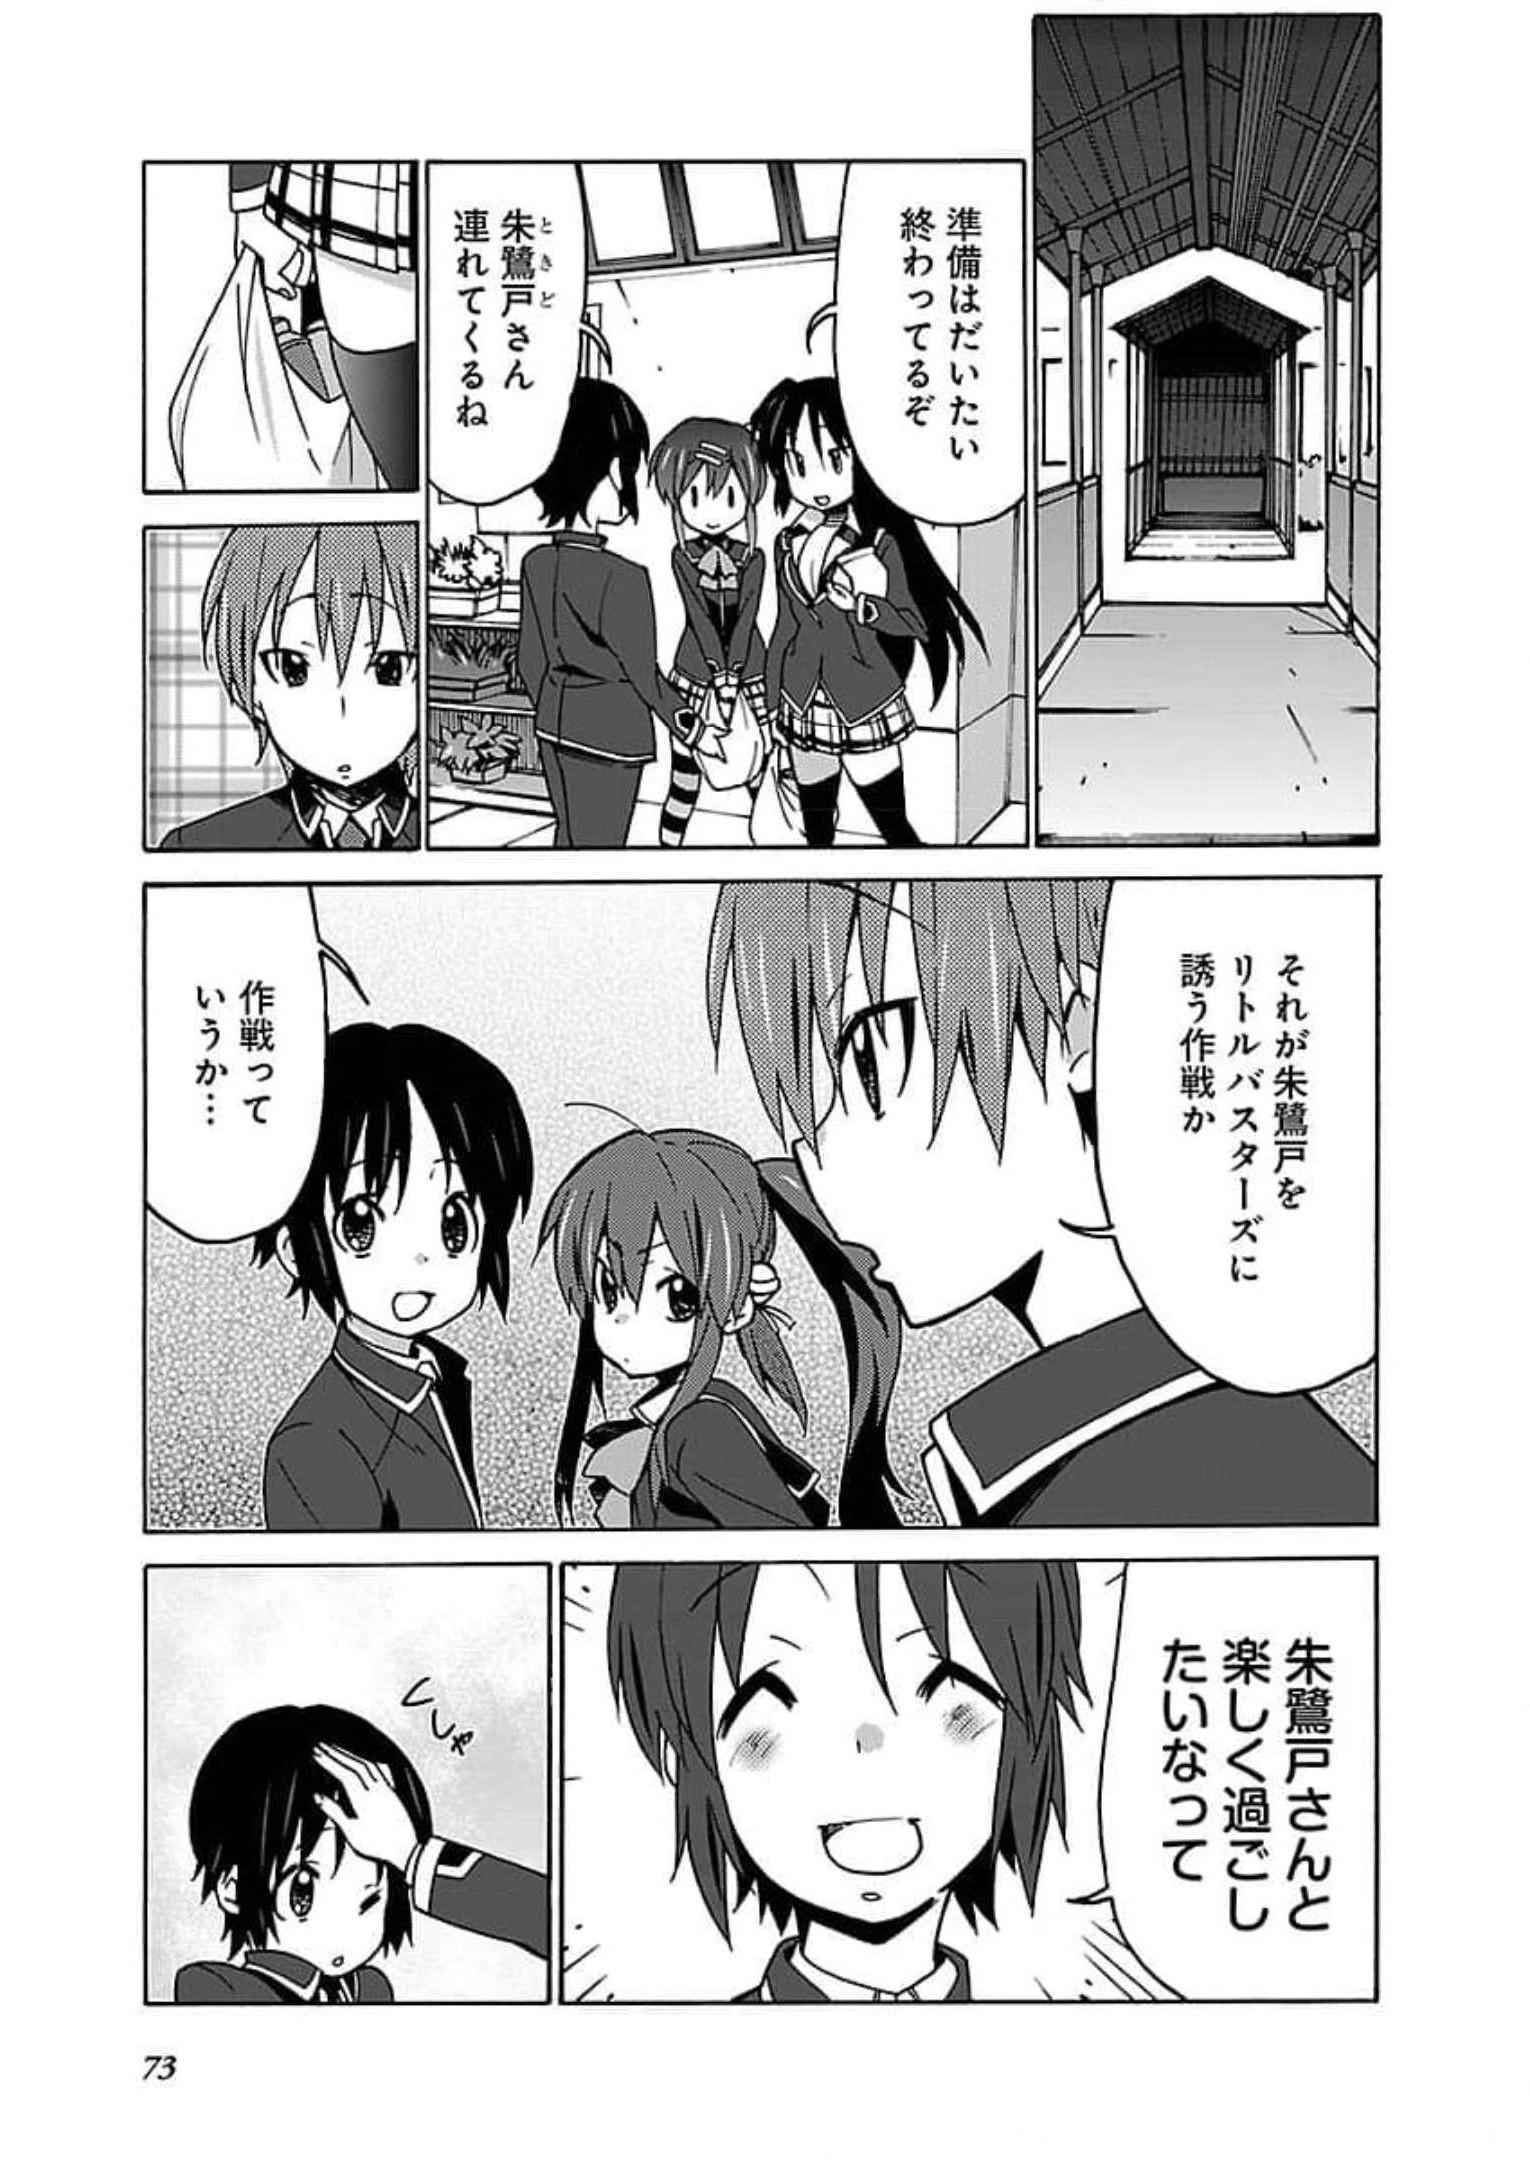 準備はだいたい
終わってるぞ
朱鷺戸さん
ときど
連れてくるね
それが朱鷺戸を
リトルバスターズに
誘う作戦か
作戦って
いうか…
朱鷺戸さんと
楽しく過ごし
たいなって
くしゃ
73